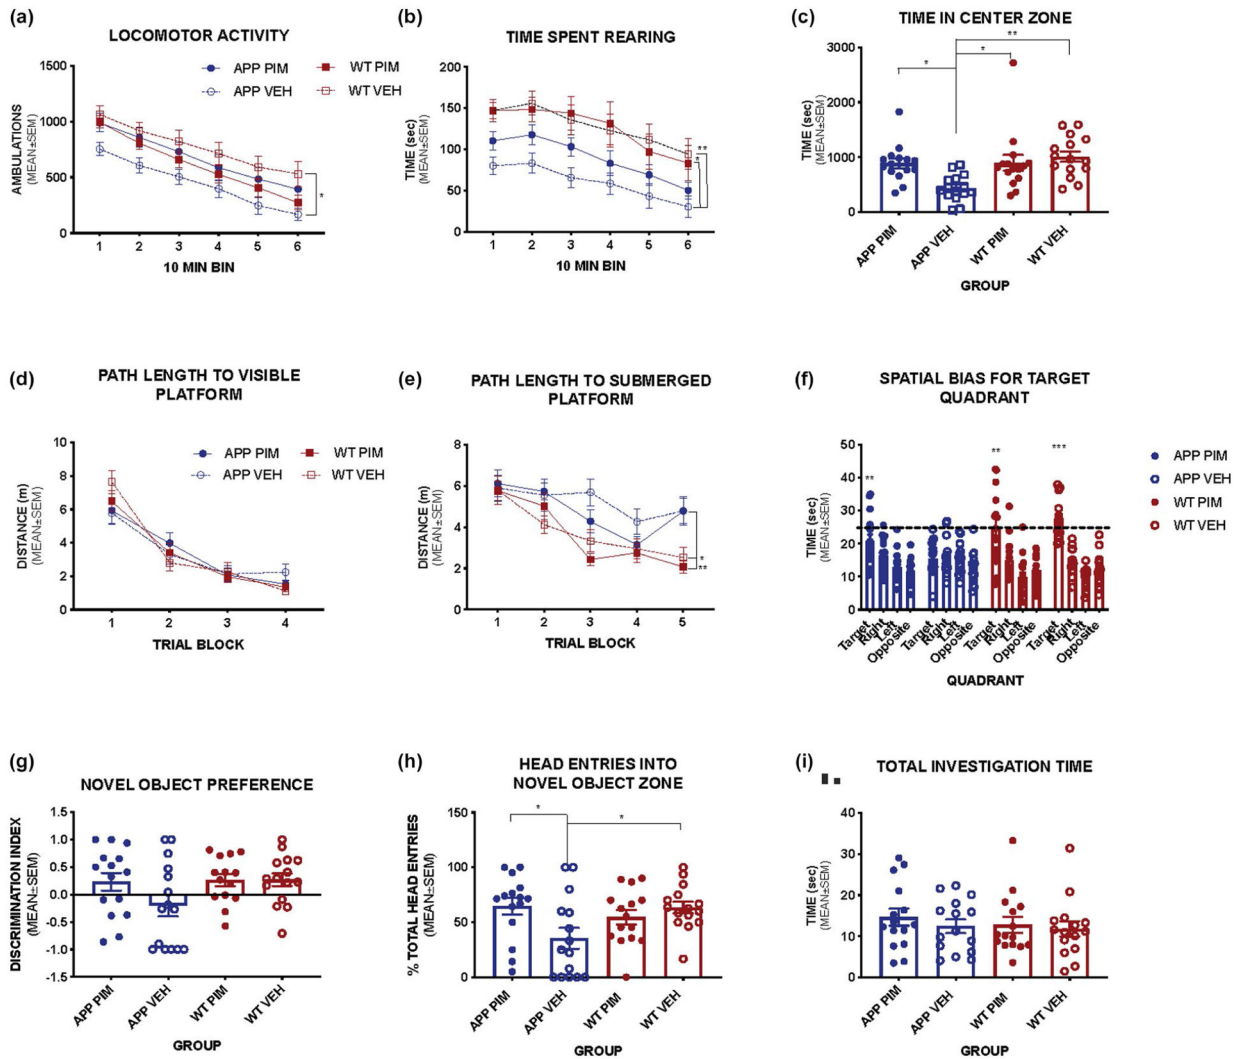 (a)
LOCOMOTOR ACTIVITY
APP PIM
APP VEH
WT PIM
WT VEH
AMBULATIONS
(MEAN±SEM)
1500
1000
500
0
*
1 2 3 4 5 6
10 MIN BIN
(b)
TIME SPENT REARING
TIME (sec)
(MEAN±SEM)
200
150
100
50
0
**
*
1 2 3 4 5 6
10 MIN BIN
(c)
TIME IN CENTER ZONE
TIME (sec)
(MEAN±SEM)
3000
2000
1000
0
**
*
*
APP PIM
APP VEH
WT PIM
WT VEH
GROUP
(d)
PATH LENGTH TO VISIBLE
PLATFORM
APP PIM
APP VEH
WT PIM
WT VEH
DISTANCE (m)
(MEAN±SEM)
10
8
6
4
2
0
1 2 3 4
TRIAL BLOCK
(e)
PATH LENGTH TO SUBMERGED
PLATFORM
DISTANCE (m)
(MEAN±SEM)
8
6
4
2
0
*
**
1 2 3 4 5
TRIAL BLOCK
(f)
SPATIAL BIAS FOR TARGET
QUADRANT
TIME (sec)
(MEAN±SEM)
50
40
30
20
10
0
**
**
***
Target
Right
Left
Opposite
Target
Right
Left
Opposite
Target
Right
Left
Opposite
Target
Right
Left
Opposite
QUADRANT
APP PIM
APP VEH
WT PIM
WT VEH
(g)
NOVEL OBJECT PREFERENCE
DISCRIMINATION INDEX
(MEAN±SEM)
1.5
1.0
0.5
0.0
-0.5
-1.0
-1.5
APP PIM
APP VEH
WT PIM
WT VEH
GROUP
(h)
HEAD ENTRIES INTO
NOVEL OBJECT ZONE
% TOTAL HEAD ENTRIES
(MEAN±SEM)
150
100
50
0
*
*
APP PIM
APP VEH
WT PIM
WT VEH
GROUP
(i)
TOTAL INVESTIGATION TIME
TIME (sec)
(MEAN±SEM)
40
30
20
10
0
APP PIM
APP VEH
WT PIM
WT VEH
GROUP